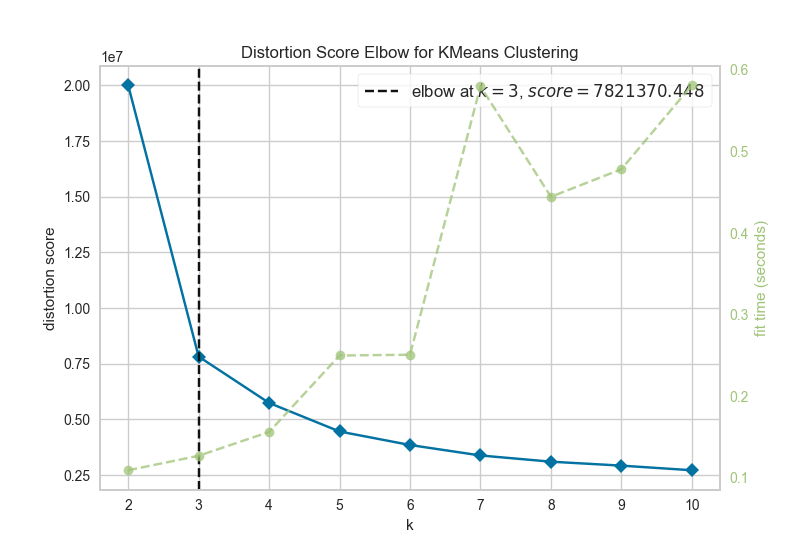 Distortion Score Elbow for KMeans Clustering
1e7
elbow at k = 3, score = 7821370.448
distortion score
2.00
1.75
1.50
1.25
1.00
0.75
0.50
0.25
0.6
0.5
0.4
0.3
0.2
0.1
fit time (seconds)
2 3 4 5 6 7 8 9 10
k